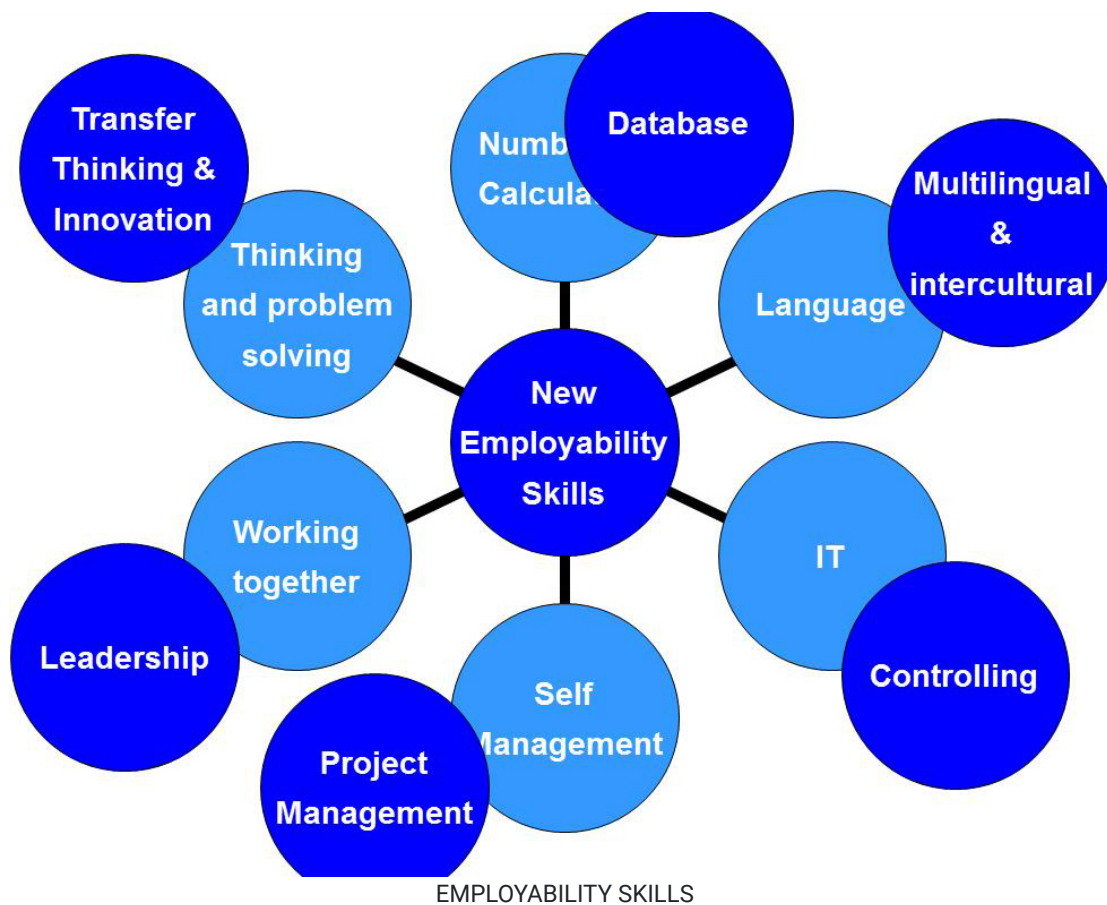 Transfer
Thinking &
Innovation
Database
Multilingual
&
intercultural
Thinking
and problem
solving
Language
New
Employability
Skills
Working
together
IT
Leadership
Controlling
Self
Project
Management
EMPLOYABILITY SKILLS